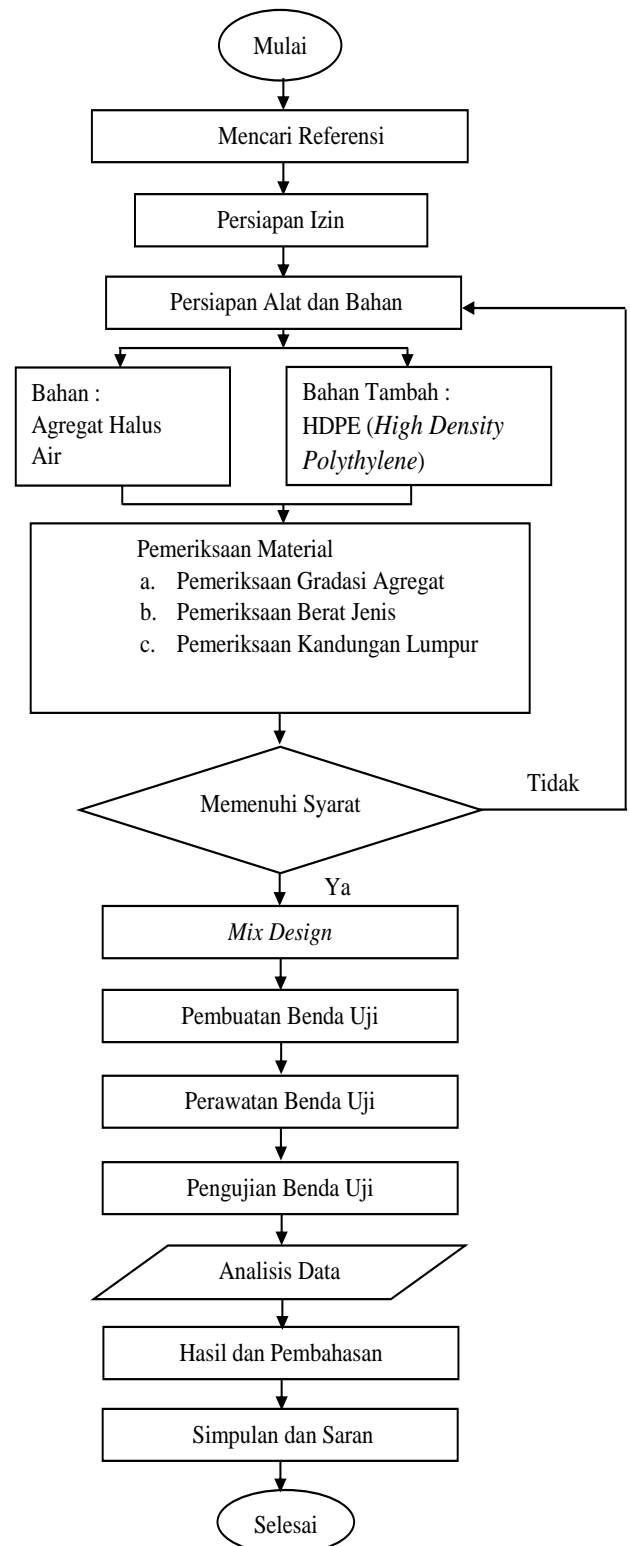 Mulai
Mencari Referensi
Persiapan Izin
Persiapan Alat dan Bahan
Bahan :
Agregat Halus
Air
Bahan Tambah :
HDPE (High Density
Polythylene)
Pemeriksaan Material
a. Pemeriksaan Gradasi Agregat
b. Pemeriksaan Berat Jenis
c. Pemeriksaan Kandungan Lumpur
Memenuhi Syarat
Tidak
Ya
Mix Design
Pembuatan Benda Uji
Perawatan Benda Uji
Pengujian Benda Uji
Analisis Data
Hasil dan Pembahasan
Simpulan dan Saran
Selesai